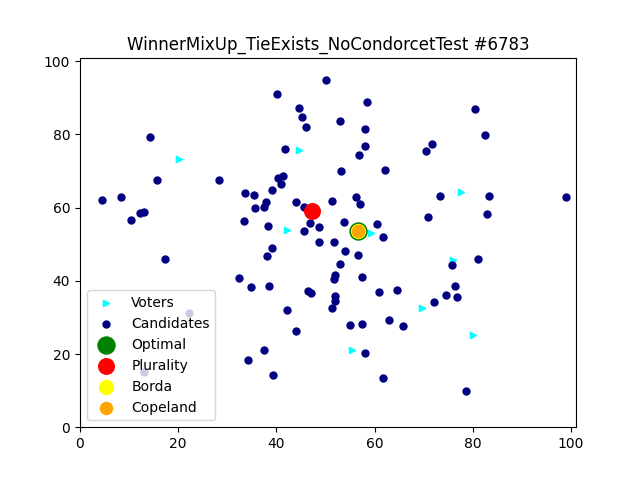 WinnerMixUp_TieExists_NoCondorcetTest #6783
100
80
60
40
20
0
Voters
Candidates
Optimal
Plurality
Borda
Copeland
0 20 40 60 80 100